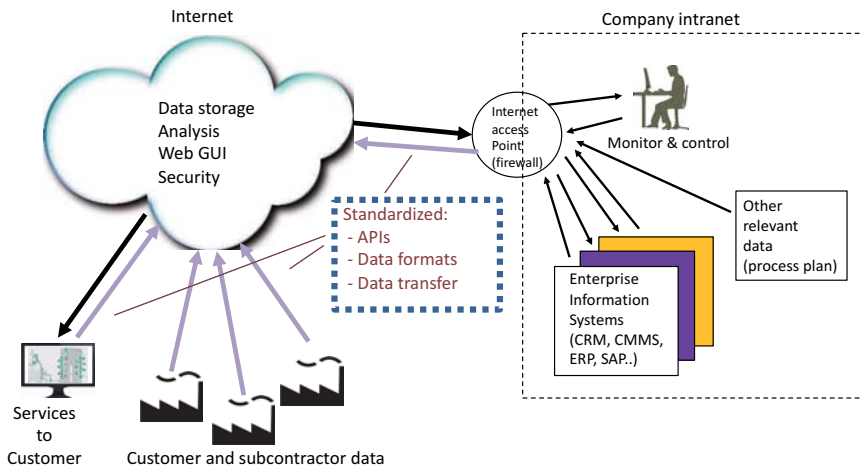 Internet
Company intranet
Data storage
Analysis
Web GUI
Security
Internet
access
Point
(firewall)
Monitor & control
Standardized:
- APIs
- Data formats
- Data transfer
Other
relevant
data
(process plan)
Enterprise
Information
Systems
(CRM, CMMS,
ERP, SAP..)
Services
to
Customer
Customer and subcontractor data